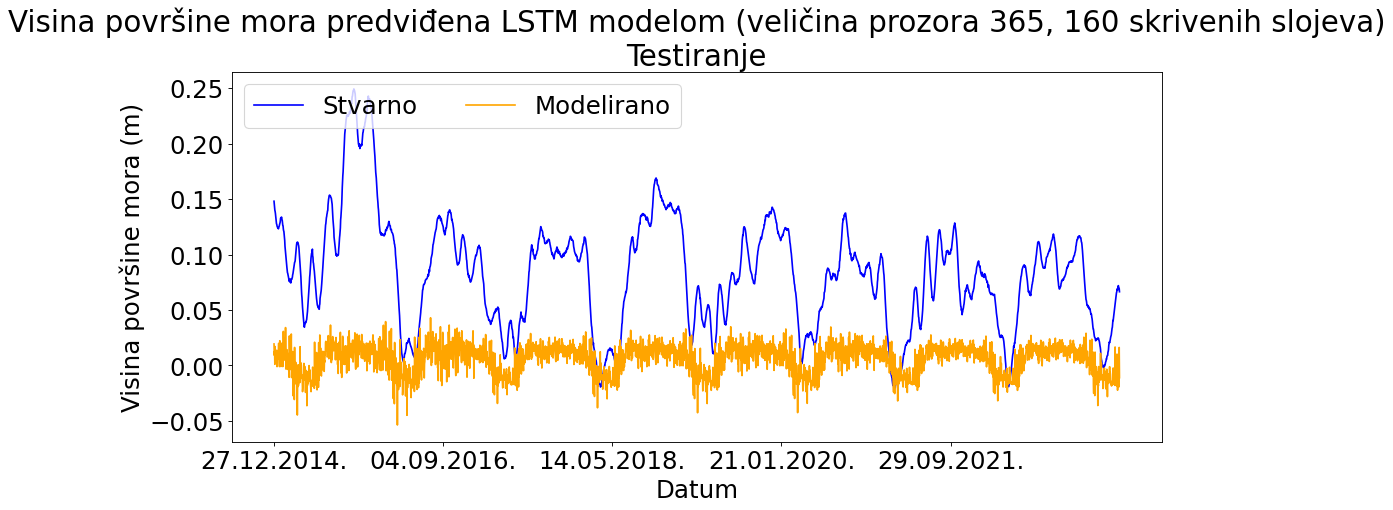 Visina površine mora predviđena LSTM modelom (veličina prozora 365, 160 skrivenih slojeva)
Testiranje
Stvarno
Modelirano
Visina površine mora (m)
0.25
0.20
0.15
0.10
0.05
0.00
−0.05
27.12.2014.
04.09.2016.
14.05.2018.
21.01.2020.
29.09.2021.
Datum